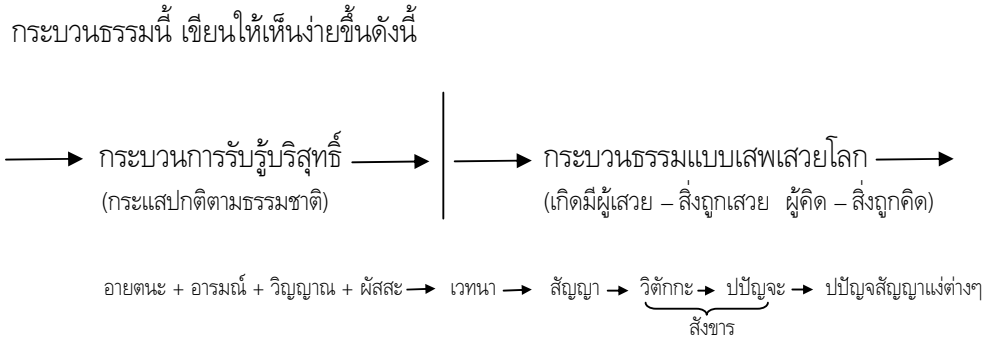 กระบวนธรรมนี้ เขียนให้เห็นง่ายขึ้นดังนี้
กระบวนการรับรู้บริสุทธิ์ กระบวนธรรมแบบเสพเสวยโลก
(กระแสปกติตามธรรมชาติ) (เกิดมีผู้เสวย – สิ่งถูกเสวย ผู้คิด – สิ่งถูกคิด)
อายตนะ + อารมณ์ + วิญญาณ + ผัสสะ → เวทนา → สัญญา → วิตักกะ → ปปัญจะ → ปปัญจสัญญาแง่ต่างๆ
สังขาร